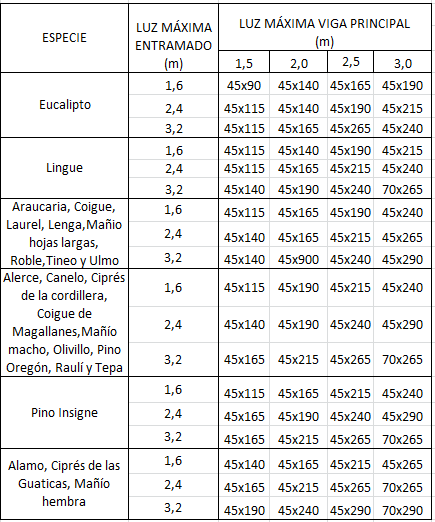 ESPECIE
LUZ MÁXIMA
ENTRAMADO
(m)
LUZ MÁXIMA VIGA PRINCIPAL
(m)
1,5 2,0 2,5 3,0
Eucalipto
1,6 45x90 45x140 45x165 45x190
2,4 45x115 45x140 45x190 45x215
3,2 45x115 45x165 45x265 45x240
Lingue
1,6 45x115 45x140 45x190 45x215
2,4 45x115 45x165 45x215 45x240
3,2 45x140 45x190 45x240 70x265
Araucaria, Coigue,
Laurel, Lenga,Mañio
hojas largas,
Roble,Tineo y Ulmo
1,6 45x115 45x165 45x190 45x240
2,4 45x140 45x165 45x215 45x265
3,2 45x140 45x900 45x240 45x290
Alerce, Canelo, Ciprés
de la cordillera,
Coigue de
Magallanes,Mañío
macho, Olivillo, Pino
Oregón, Raulí y Tepa
1,6 45x115 45x190 45x215 45x240
2,4 45x140 45x190 45x240 45x290
3,2 45x165 45x215 45x265 70x265
Pino Insigne
1,6 45x115 45x165 45x215 45x240
2,4 45x165 45x190 45x240 45x290
3,2 45x165 45x215 45x265 70x265
Alamo, Ciprés de las
Guaticas, Mañío
hembra
1,6 45x140 45x165 45x215 45x265
2,4 45x165 45x215 45x265 70x265
3,2 45x190 45x240 45x290 70x290